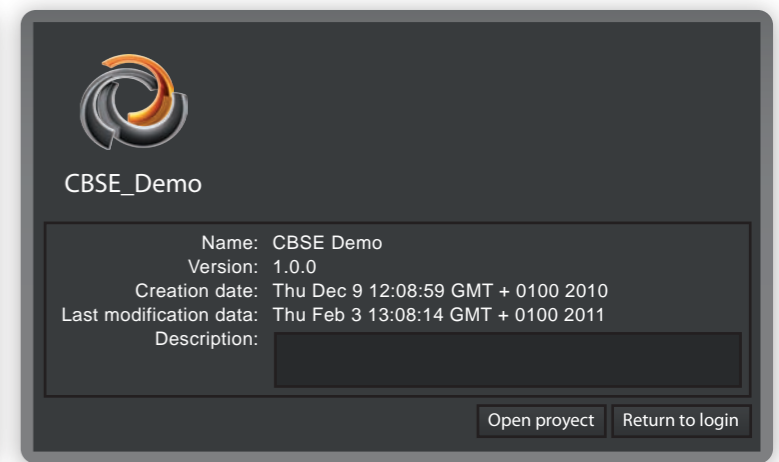 CBSE_Demo
Name: CBSE Demo
Version: 1.0.0
Creation date: Thu Dec 9 12:08:59 GMT + 0100 2010
Last modification data: Thu Feb 3 13:08:14 GMT + 0100 2011
Description:
Open proyect Return to login